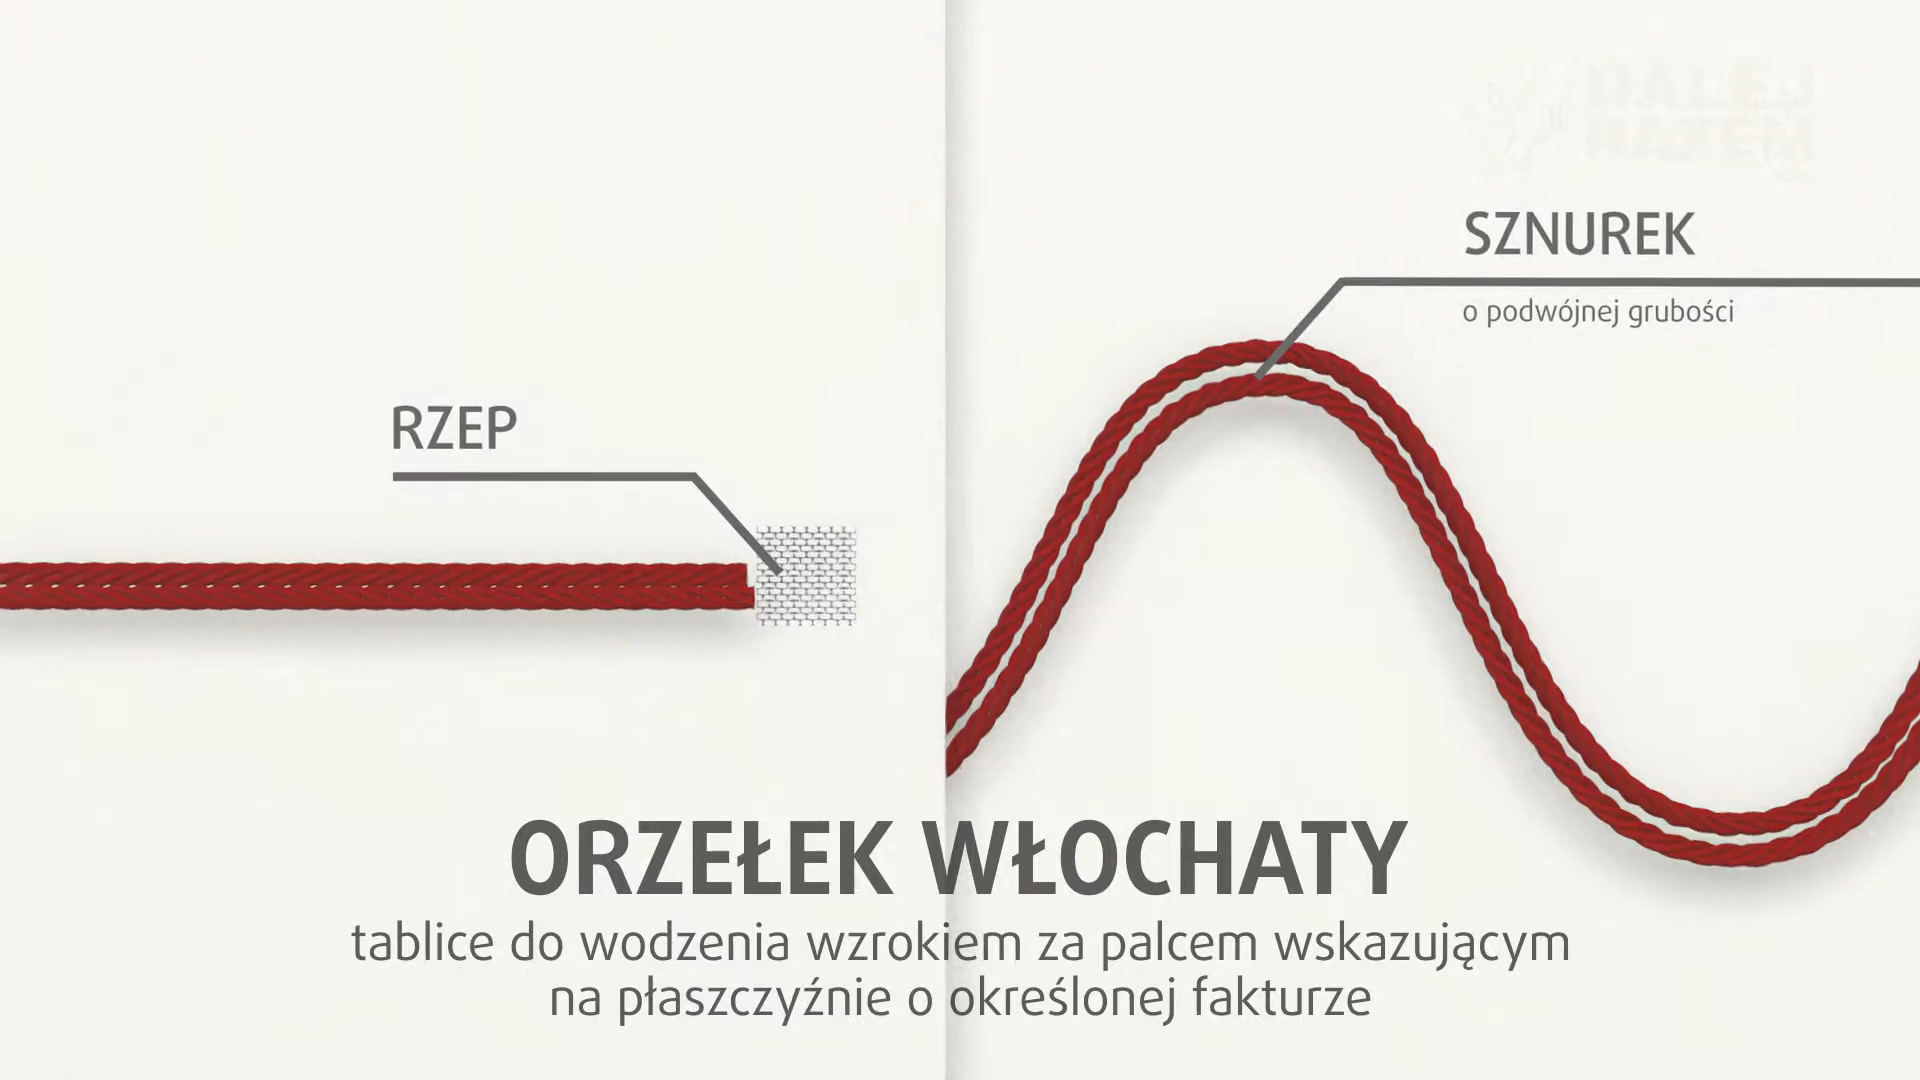 SZNUREK
o podwójnej grubości
RZEP
ORZEŁEK WŁOCHATY
tablice do wodzenia wzrokiem za palcem wskazującym
na płaszczyźnie o określonej fakturze